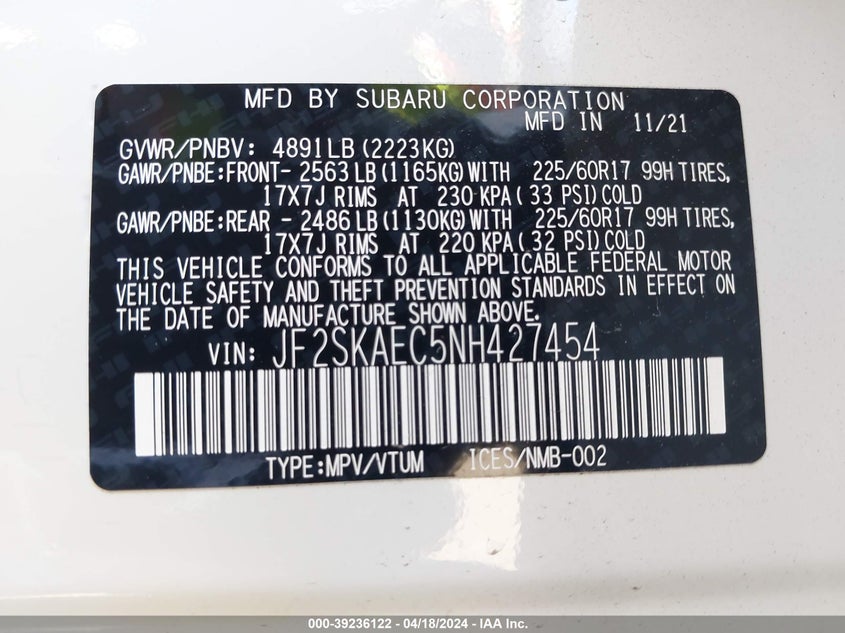 MFD BY SUBARU CORPORATION
MFD IN 11/21
GVWR/PNBV: 4891LB (2223KG)
GAWR/PNBE:FRONT- 2563 LB (1165KG) WITH 225/60R17 99H TIRES,
17X7J RIMS AT 230 KPA ( 33 PSI) COLD
GAWR/PNBE:REAR - 2486 LB (1130KG) WITH 225/60R17 99H TIRES,
17X7J RIMS AT 220 KPA ( 32 PSI) COLD
THIS VEHICLE CONFORMS TO ALL APPLICABLE FEDERAL MOTOR
VEHICLE SAFETY AND THEFT PREVENTION STANDARDS IN EFFECT ON
THE DATE OF MANUFACTURE SHOWN ABOVE.
VIN: JF2SKAEC5NH427454
TYPE:MPV/VTUM ICES/NMB-002
000-39236122 - 04/18/2024 - IAA Inc.